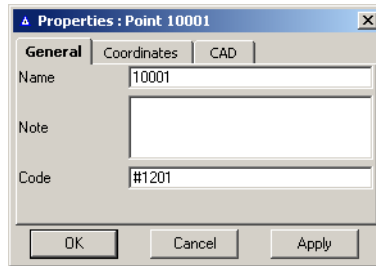 Properties : Point 10001
General Coordinates CAD
Name 10001
Note
Code #1201
OK Cancel Apply